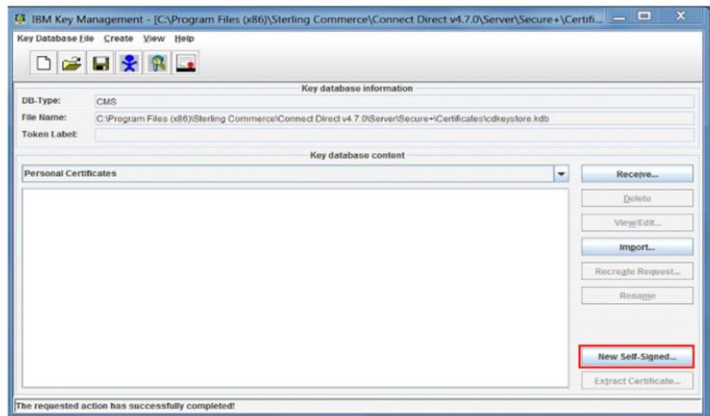 IBM Key Management - [C:\Program Files (x86)\Sterling Commerce\Connect Direct v4.7.0\Server\Secure+\Certifi...
Key Database File Create View Help
Key database information
DB-Type: CMS
File Name: C:\Program Files (x86)\Sterling Commerce\Connect Direct v4.7.0\Server\Secure+\Certificates\cdkeystore.kdb
Token Label:
Key database content
Personal Certificates
Receive...
Delete
View/Edit...
Import...
Recreate Request...
Rename
New Self-Signed...
Extract Certificate...
The requested action has successfully completed!